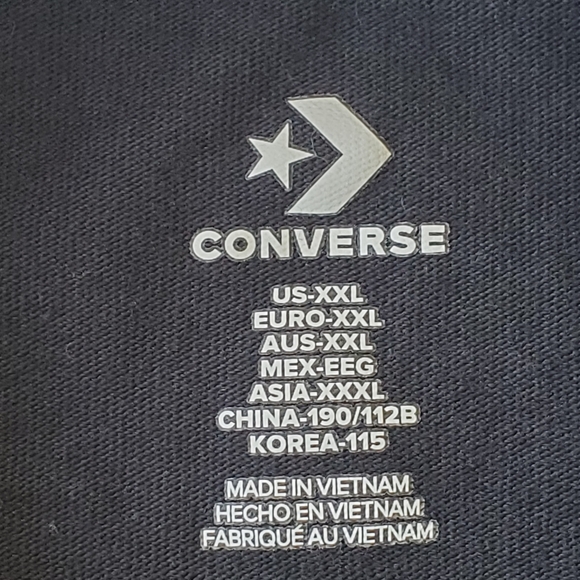 CONVERSE
US-XXL
EURO-XXL
AUS-XXL
MEX-EEG
ASIA-XXXL
CHINA-190/112B
KOREA-115
MADE IN VIETNAM
HECHO EN VIETNAM
FABRIQUÉ AU VIETNAM